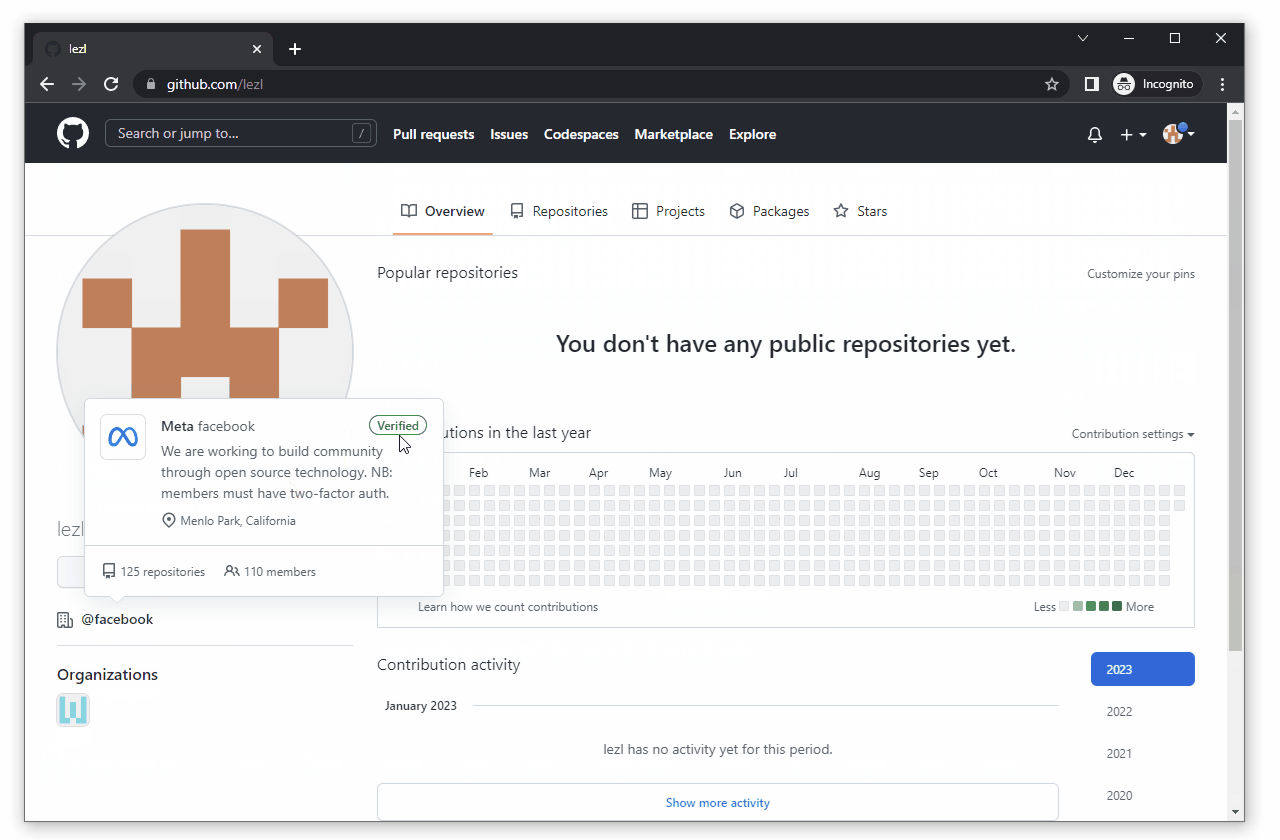 lezl
github.com/lezl
Incognito
Search or jump to...
/
Pull requests
Issues
Codespaces
Marketplace
Explore
Overview
Repositories
Projects
Packages
Stars
Popular repositories
Customize your pins
You don't have any public repositories yet.
Meta facebook
Verified
We are working to build community
through open source technology. NB:
members must have two-factor auth.
Menlo Park, California
125 repositories
110 members
lezl
@facebook
Organizations
utions in the last year
Contribution settings
Feb Mar Apr May Jun Jul Aug Sep Oct Nov Dec
Learn how we count contributions
Less
More
Contribution activity
January 2023
lezl has no activity yet for this period.
Show more activity
2023
2022
2021
2020